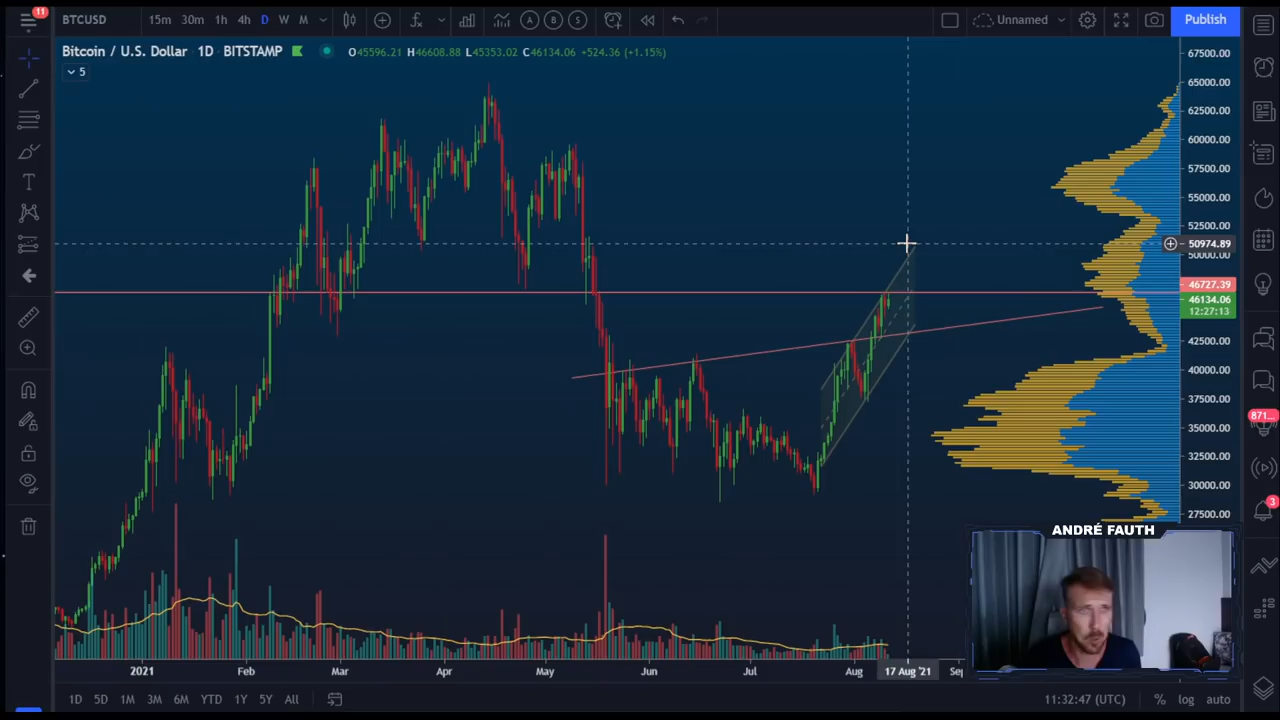 11
BTCUSD
15m 30m 1h 4h D W M
A B S
Unnamed
Publish
Bitcoin / U.S. Dollar 1D BITSTAMP
O45596.21 H46608.88 L45353.02 C46134.06 +524.36 (+1.15%)
5
67500.00
65000.00
62500.00
60000.00
57500.00
55000.00
52500.00
50974.89
50000.00
46727.39
46134.06
12:27:13
42500.00
40000.00
37500.00
35000.00
32500.00
30000.00
27500.00
871...
3
ANDRÉ FAUTH
2021 Feb Mar Apr May Jun Jul Aug 17 Aug '21 Sep
1D 5D 1M 3M 6M YTD 1Y 5Y All
11:32:47 (UTC) % log auto